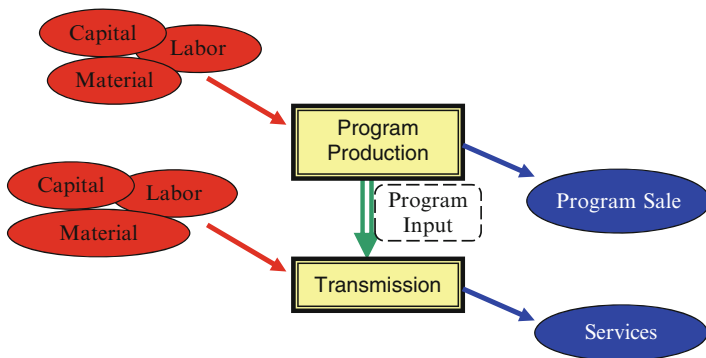 Capital
Labor
Material
Program
Production
Capital
Labor
Material
Program
Input
Program Sale
Transmission
Services